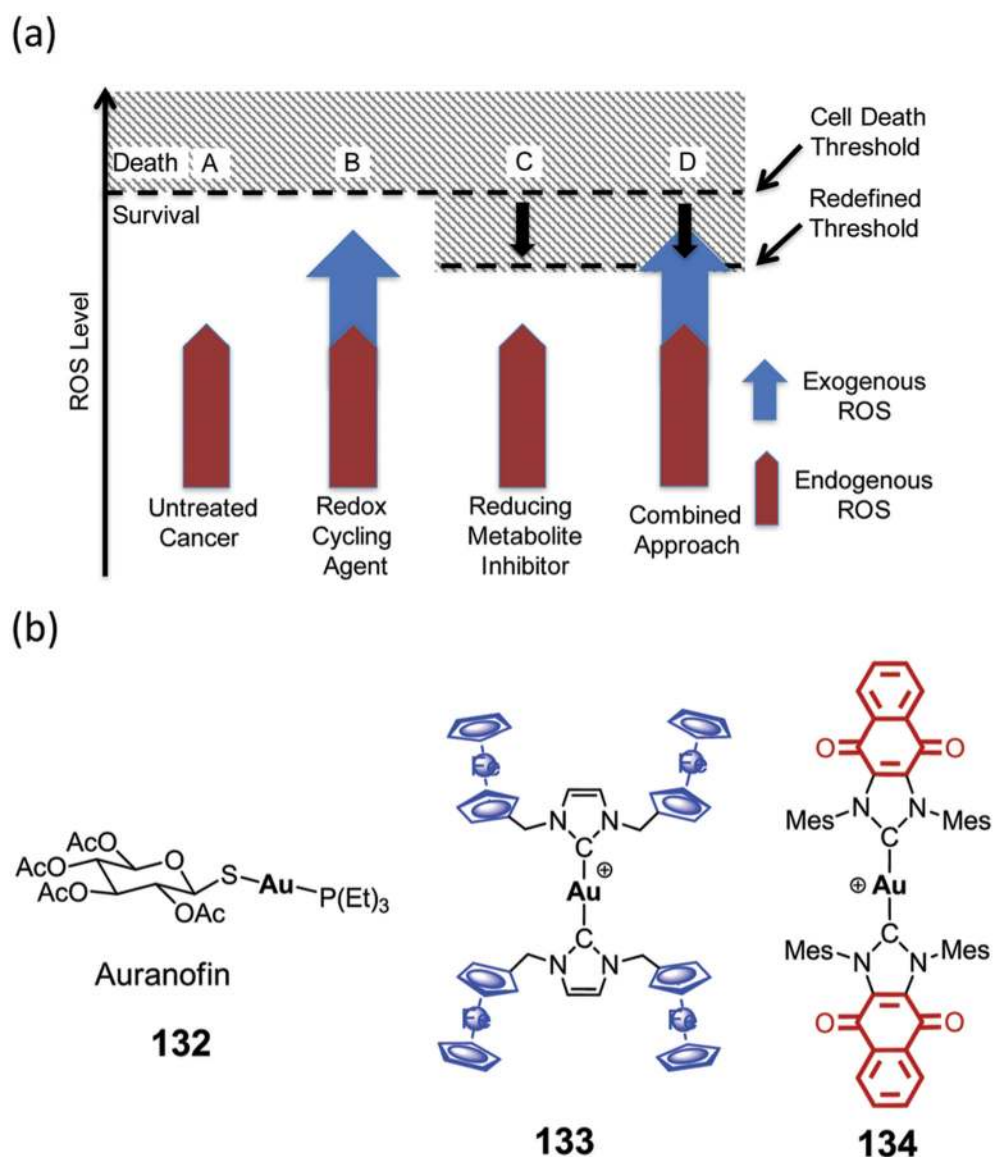 (a)
Death A B C D
Survival
Cell Death
Threshold
Redefined
Threshold
ROS Level
Exogenous
ROS
Endogenous
ROS
Untreated
Cancer
Redox
Cycling
Agent
Reducing
Metabolite
Inhibitor
Combined
Approach
(b)
AcO
OAc
O
AcO
AcO
OAc
S
Au
P(Et)3
Auranofin
132
Fe Fe
N N
C
⊕
Au
C
N N
Fe Fe
133
O O
Mes N N Mes
C
⊕ Au
C
Mes N N Mes
O O
134